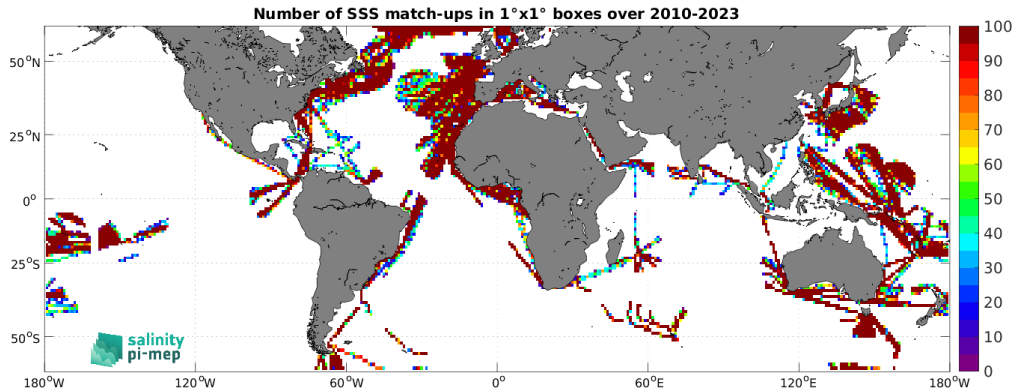 Number of SSS match-ups in 1°x1° boxes over 2010-2023
50°N
25°N
0°
25°S
50°S
180°W
120°W
60°W
0°
60°E
120°E
180°W
100
90
80
70
60
50
40
30
20
10
0
salinity
pi-mep